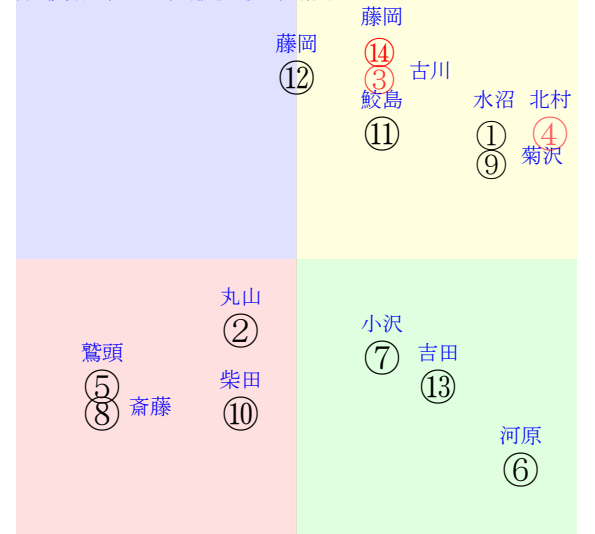 藤岡
藤岡
⑭
⑫
③
古川
鮫島
水沼
北村
⑪
①
④
⑨
菊沢
丸山
②
小沢
⑦
吉田
⑬
鷲頭
⑤
⑧
斎藤
柴田
⑩
河原
⑥